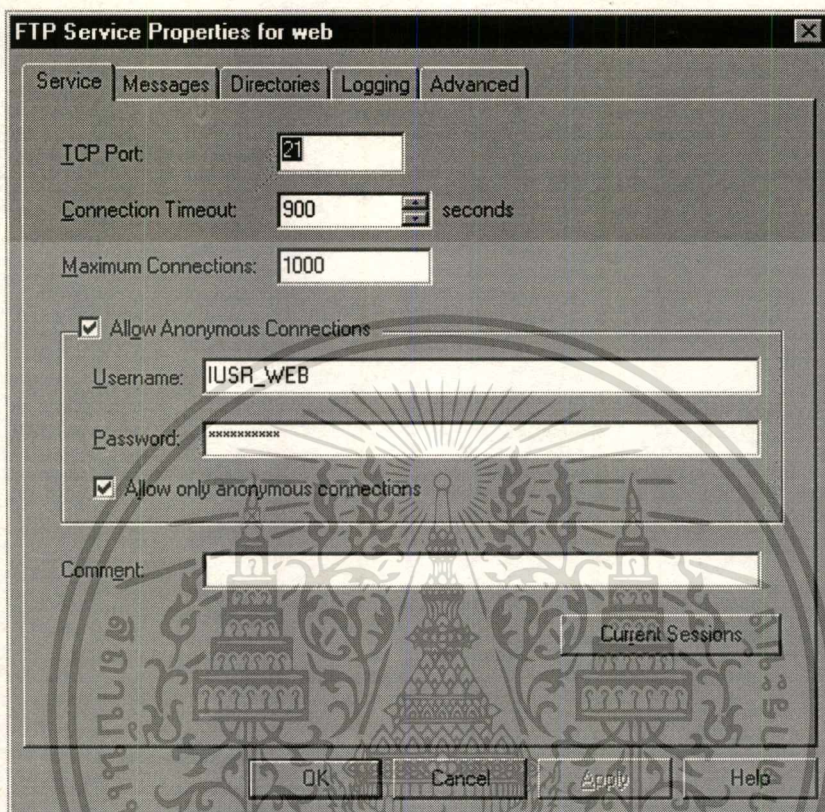 FTP Service Properties for web
Service Messages Directories Logging Advanced
TCP Port: 21
Connection Timeout: 900 seconds
Maximum Connections: 1000
Allow Anonymous Connections
Username: IUSR_WEB
Password: **********
Allow only anonymous connections
Comment:
Current Sessions
OK Cancel Apply Help